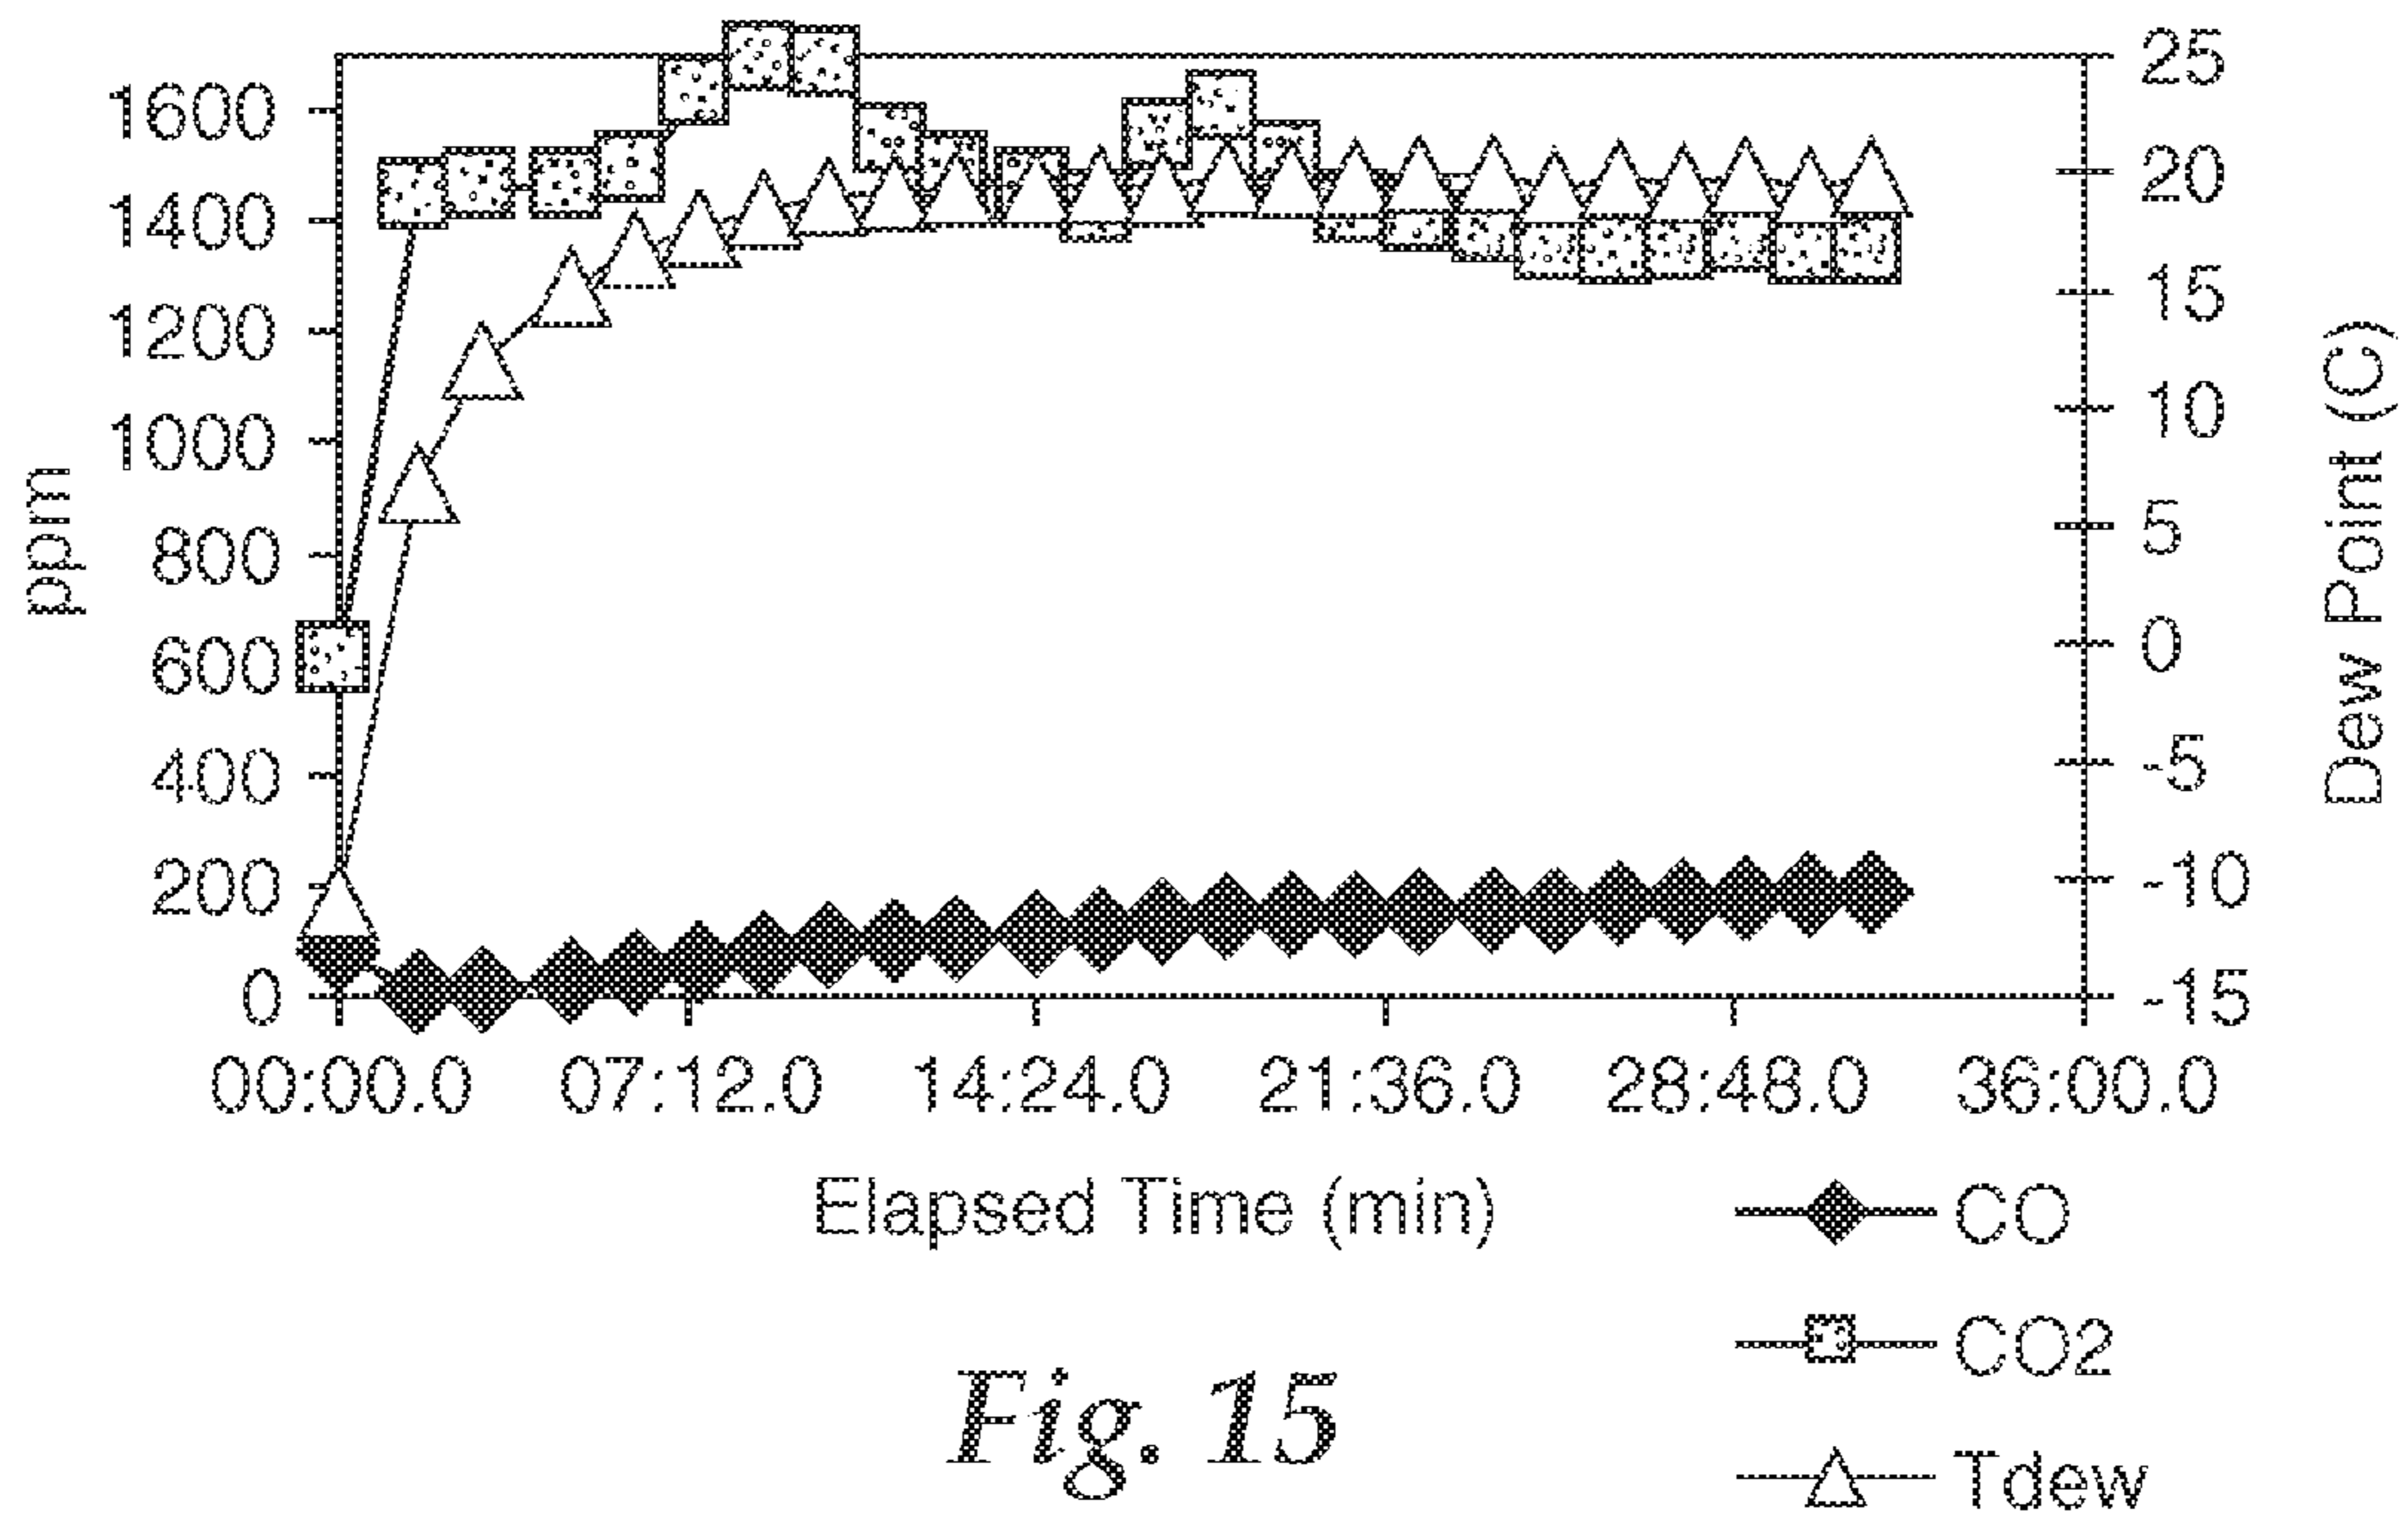 1600
1400
1200
1000
800
600
400
200
0
ppm
25
20
15
10
5
0
-5
-10
-15
Dew Point (C)
00:00.0 07:12.0 14:24.0 21:36.0 28:48.0 36:00.0
Elapsed Time (min)
CO
CO2
Tdew
Fig. 15